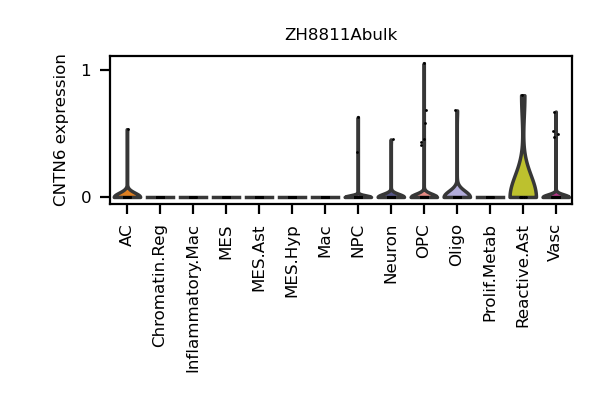 ZH8811Abulk
CNTN6 expression
1
0
AC
Chromatin.Reg
Inflammatory.Mac
MES
MES.Ast
MES.Hyp
Mac
NPC
Neuron
OPC
Oligo
Prolif.Metab
Reactive.Ast
Vasc